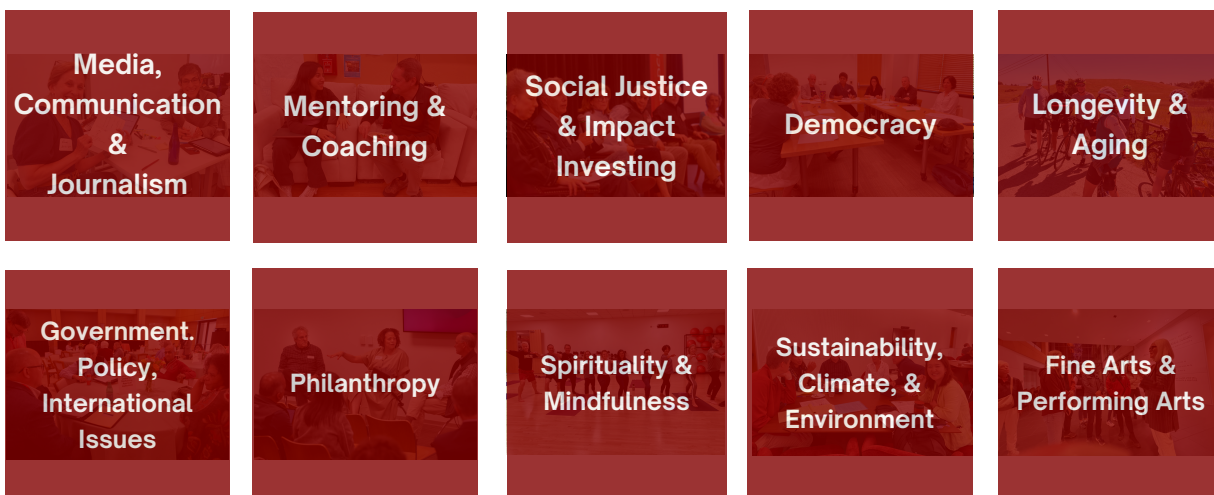 Media,
Communication
&
Journalism
Mentoring &
Coaching
Social Justice
& Impact
Investing
Democracy
Longevity &
Aging
Government.
Policy,
International
Issues
Philanthropy
Spirituality &
Mindfulness
Sustainability,
Climate, &
Environment
Fine Arts &
Performing Arts